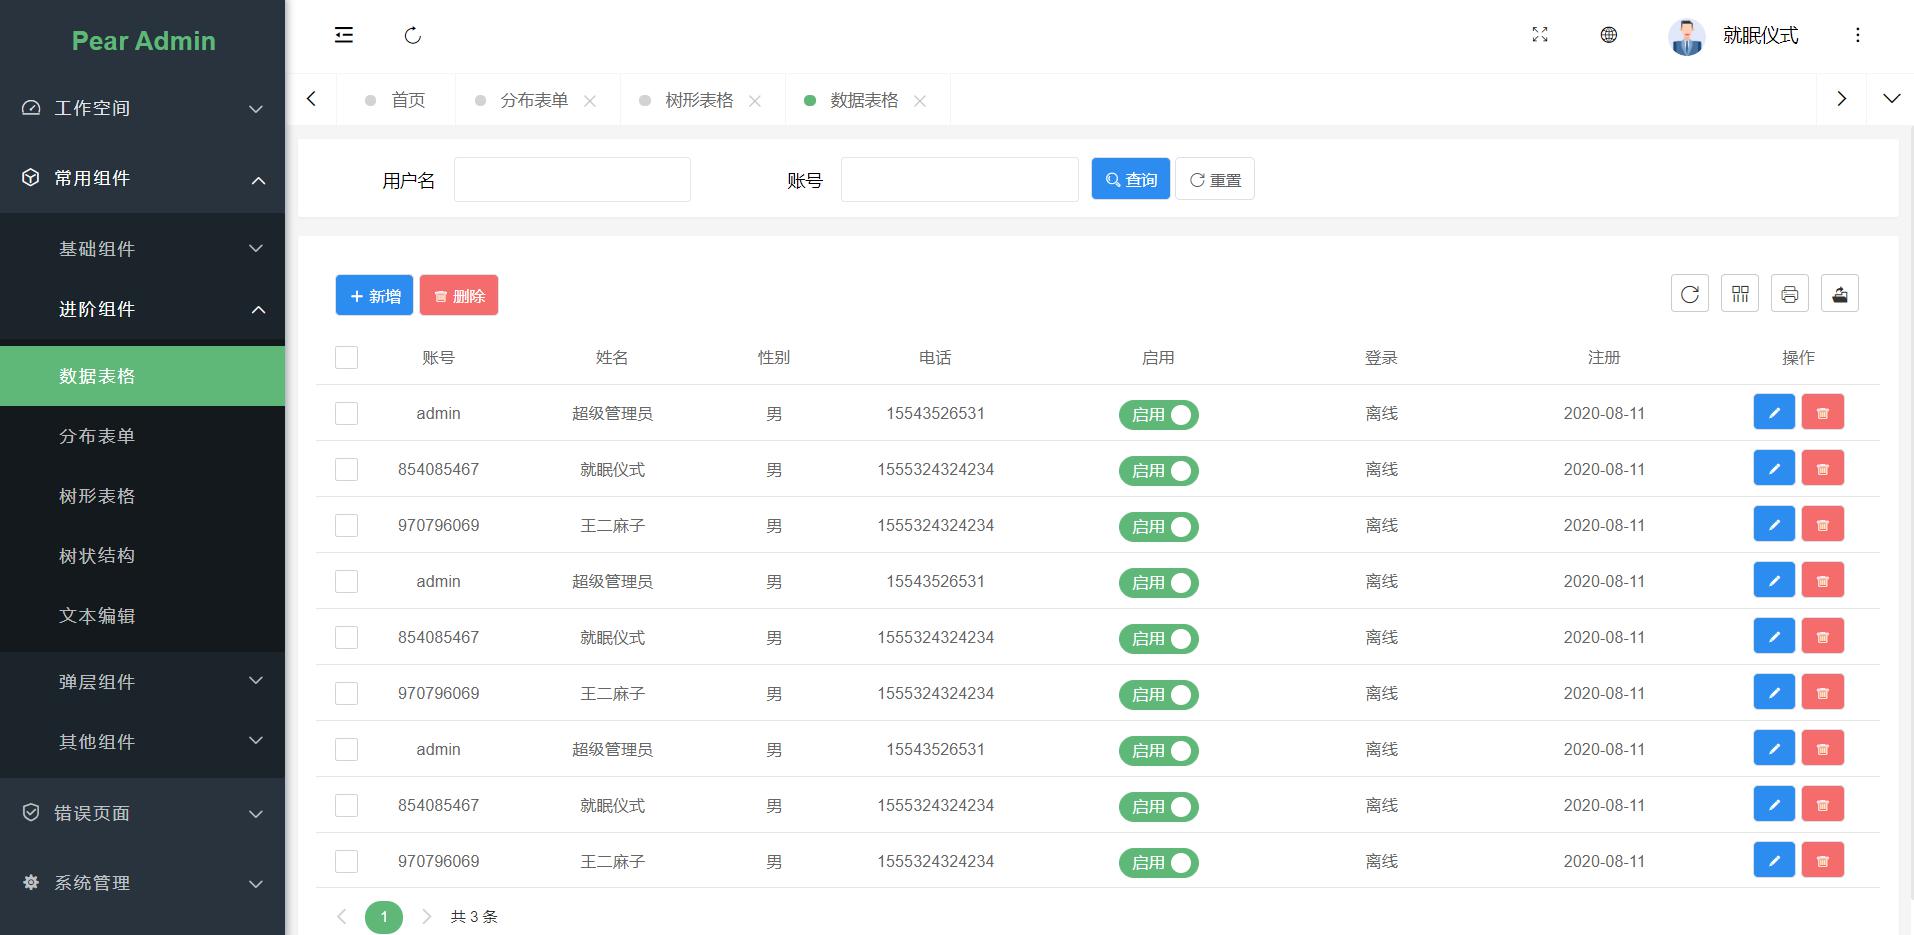 Pear Admin
就眠仪式
工作空间
常用组件
基础组件
进阶组件
数据表格
分布表单
树形表格
树状结构
文本编辑
弹层组件
其他组件
错误页面
系统管理
首页 分布表单 树形表格 数据表格
用户名 账号 查询 重置
新增 删除
账号 姓名 性别 电话 启用 登录 注册 操作
admin 超级管理员 男 15543526531 启用 离线 2020-08-11
854085467 就眠仪式 男 1555324324234 启用 离线 2020-08-11
970796069 王二麻子 男 1555324324234 启用 离线 2020-08-11
admin 超级管理员 男 15543526531 启用 离线 2020-08-11
854085467 就眠仪式 男 1555324324234 启用 离线 2020-08-11
970796069 王二麻子 男 1555324324234 启用 离线 2020-08-11
admin 超级管理员 男 15543526531 启用 离线 2020-08-11
854085467 就眠仪式 男 1555324324234 启用 离线 2020-08-11
970796069 王二麻子 男 1555324324234 启用 离线 2020-08-11
1 共 3 条